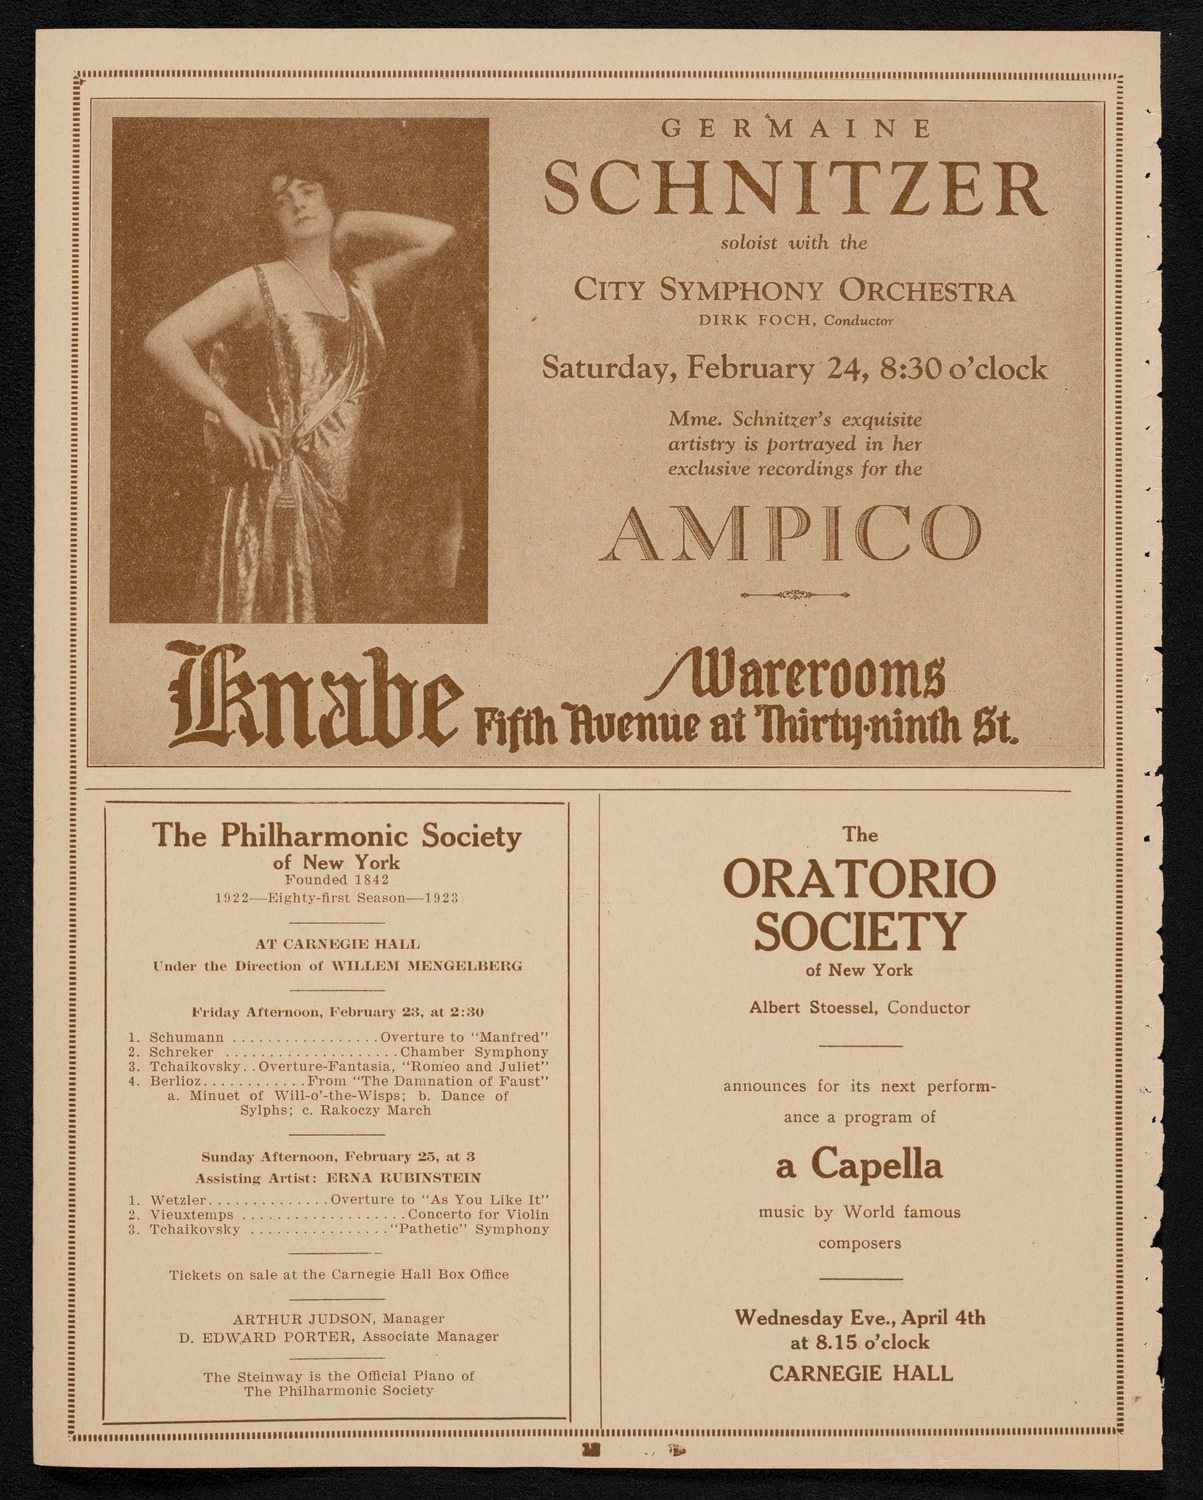 GERMAINE
SCHNITZER
soloist with the
CITY SYMPHONY ORCHESTRA
DIRK FOCH, Conductor
Saturday, February 24, 8:30 o'clock
Mme. Schnitzer's exquisite
artistry is portrayed in her
exclusive recordings for the
AMPICO
Knabe Warerooms
Fifth Avenue at Thirty-ninth St.
The Philharmonic Society
of New York
Founded 1842
1922—Eighty-first Season—1923
AT CARNEGIE HALL
Under the Direction of WILLEM MENGELBERG
Friday Afternoon, February 23, at 2:30
1. Schumann .................Overture to "Manfred"
2. Schreker ....................Chamber Symphony
3. Tchaikovsky..Overture-Fantasia, "Romeo and Juliet"
4. Berlioz............From "The Damnation of Faust"
a. Minuet of Will-o'-the-Wisps; b. Dance of
Sylphs; c. Rakoczy March
Sunday Afternoon, February 25, at 3
Assisting Artist: ERNA RUBINSTEIN
1. Wetzler..............Overture to "As You Like It"
2. Vieuxtemps ...................Concerto for Violin
3. Tchaikovsky ................"Pathetic" Symphony
Tickets on sale at the Carnegie Hall Box Office
ARTHUR JUDSON, Manager
D. EDWARD PORTER, Associate Manager
The Steinway is the Official Piano of
The Philharmonic Society
The
ORATORIO
SOCIETY
of New York
Albert Stoessel, Conductor
announces for its next perform-
ance a program of
a Capella
music by World famous
composers
Wednesday Eve., April 4th
at 8.15 o'clock
CARNEGIE HALL